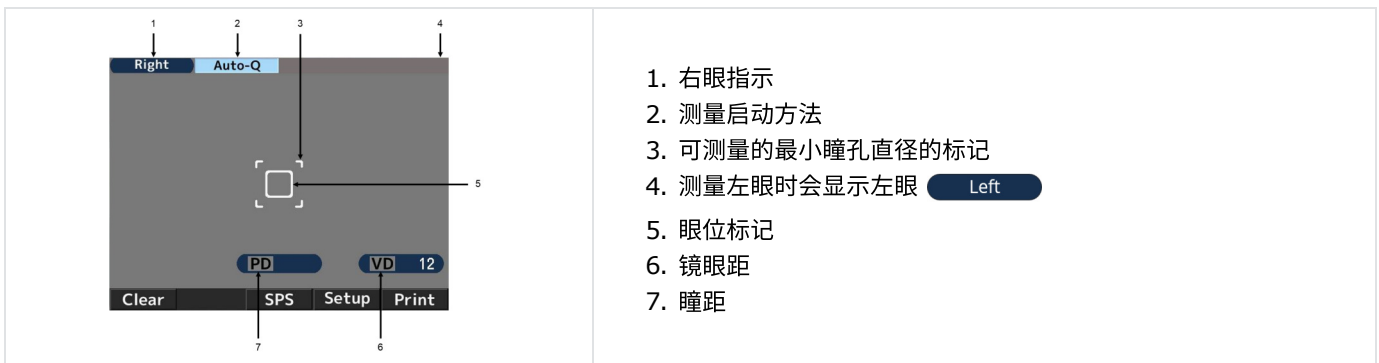 1 2 3 4
Right Auto-Q
5
PD VD 12
Clear SPS Setup Print
7 6
1. 右眼指示
2. 测量启动方法
3. 可测量的最小瞳孔直径的标记
4. 测量左眼时会显示左眼 Left
5. 眼位标记
6. 镜眼距
7. 瞳距